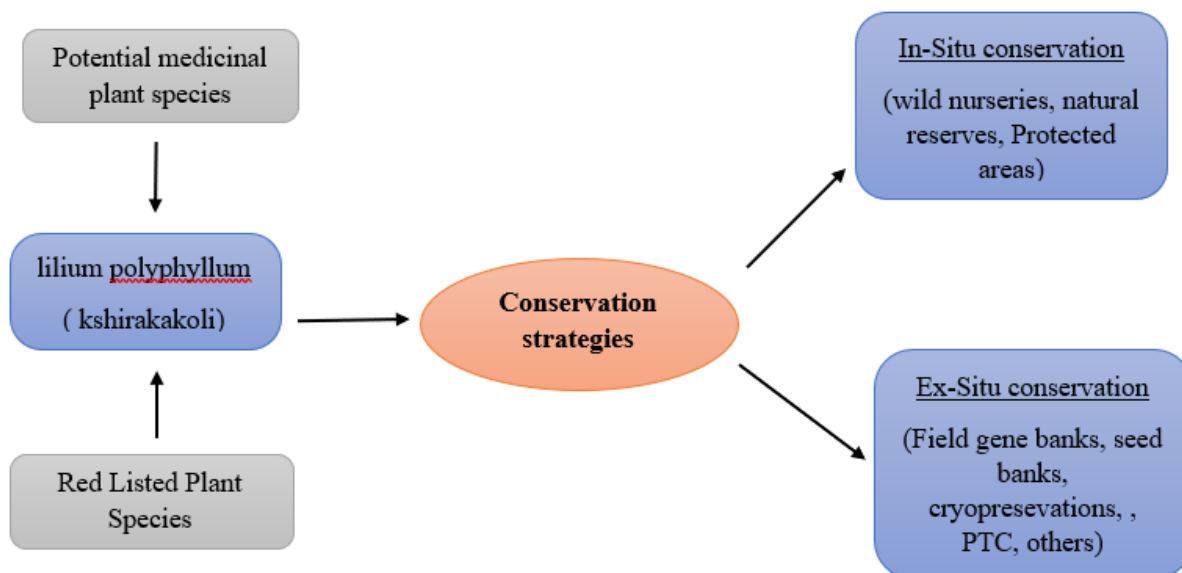 Potential medicinal
plant species
lilium polyphyllum
( kshirakakoli)
Red Listed Plant
Species
Conservation
strategies
In-Situ conservation
(wild nurseries, natural
reserves, Protected
areas)
Ex-Situ conservation
(Field gene banks, seed
banks,
cryopresevations, ,
PTC, others)